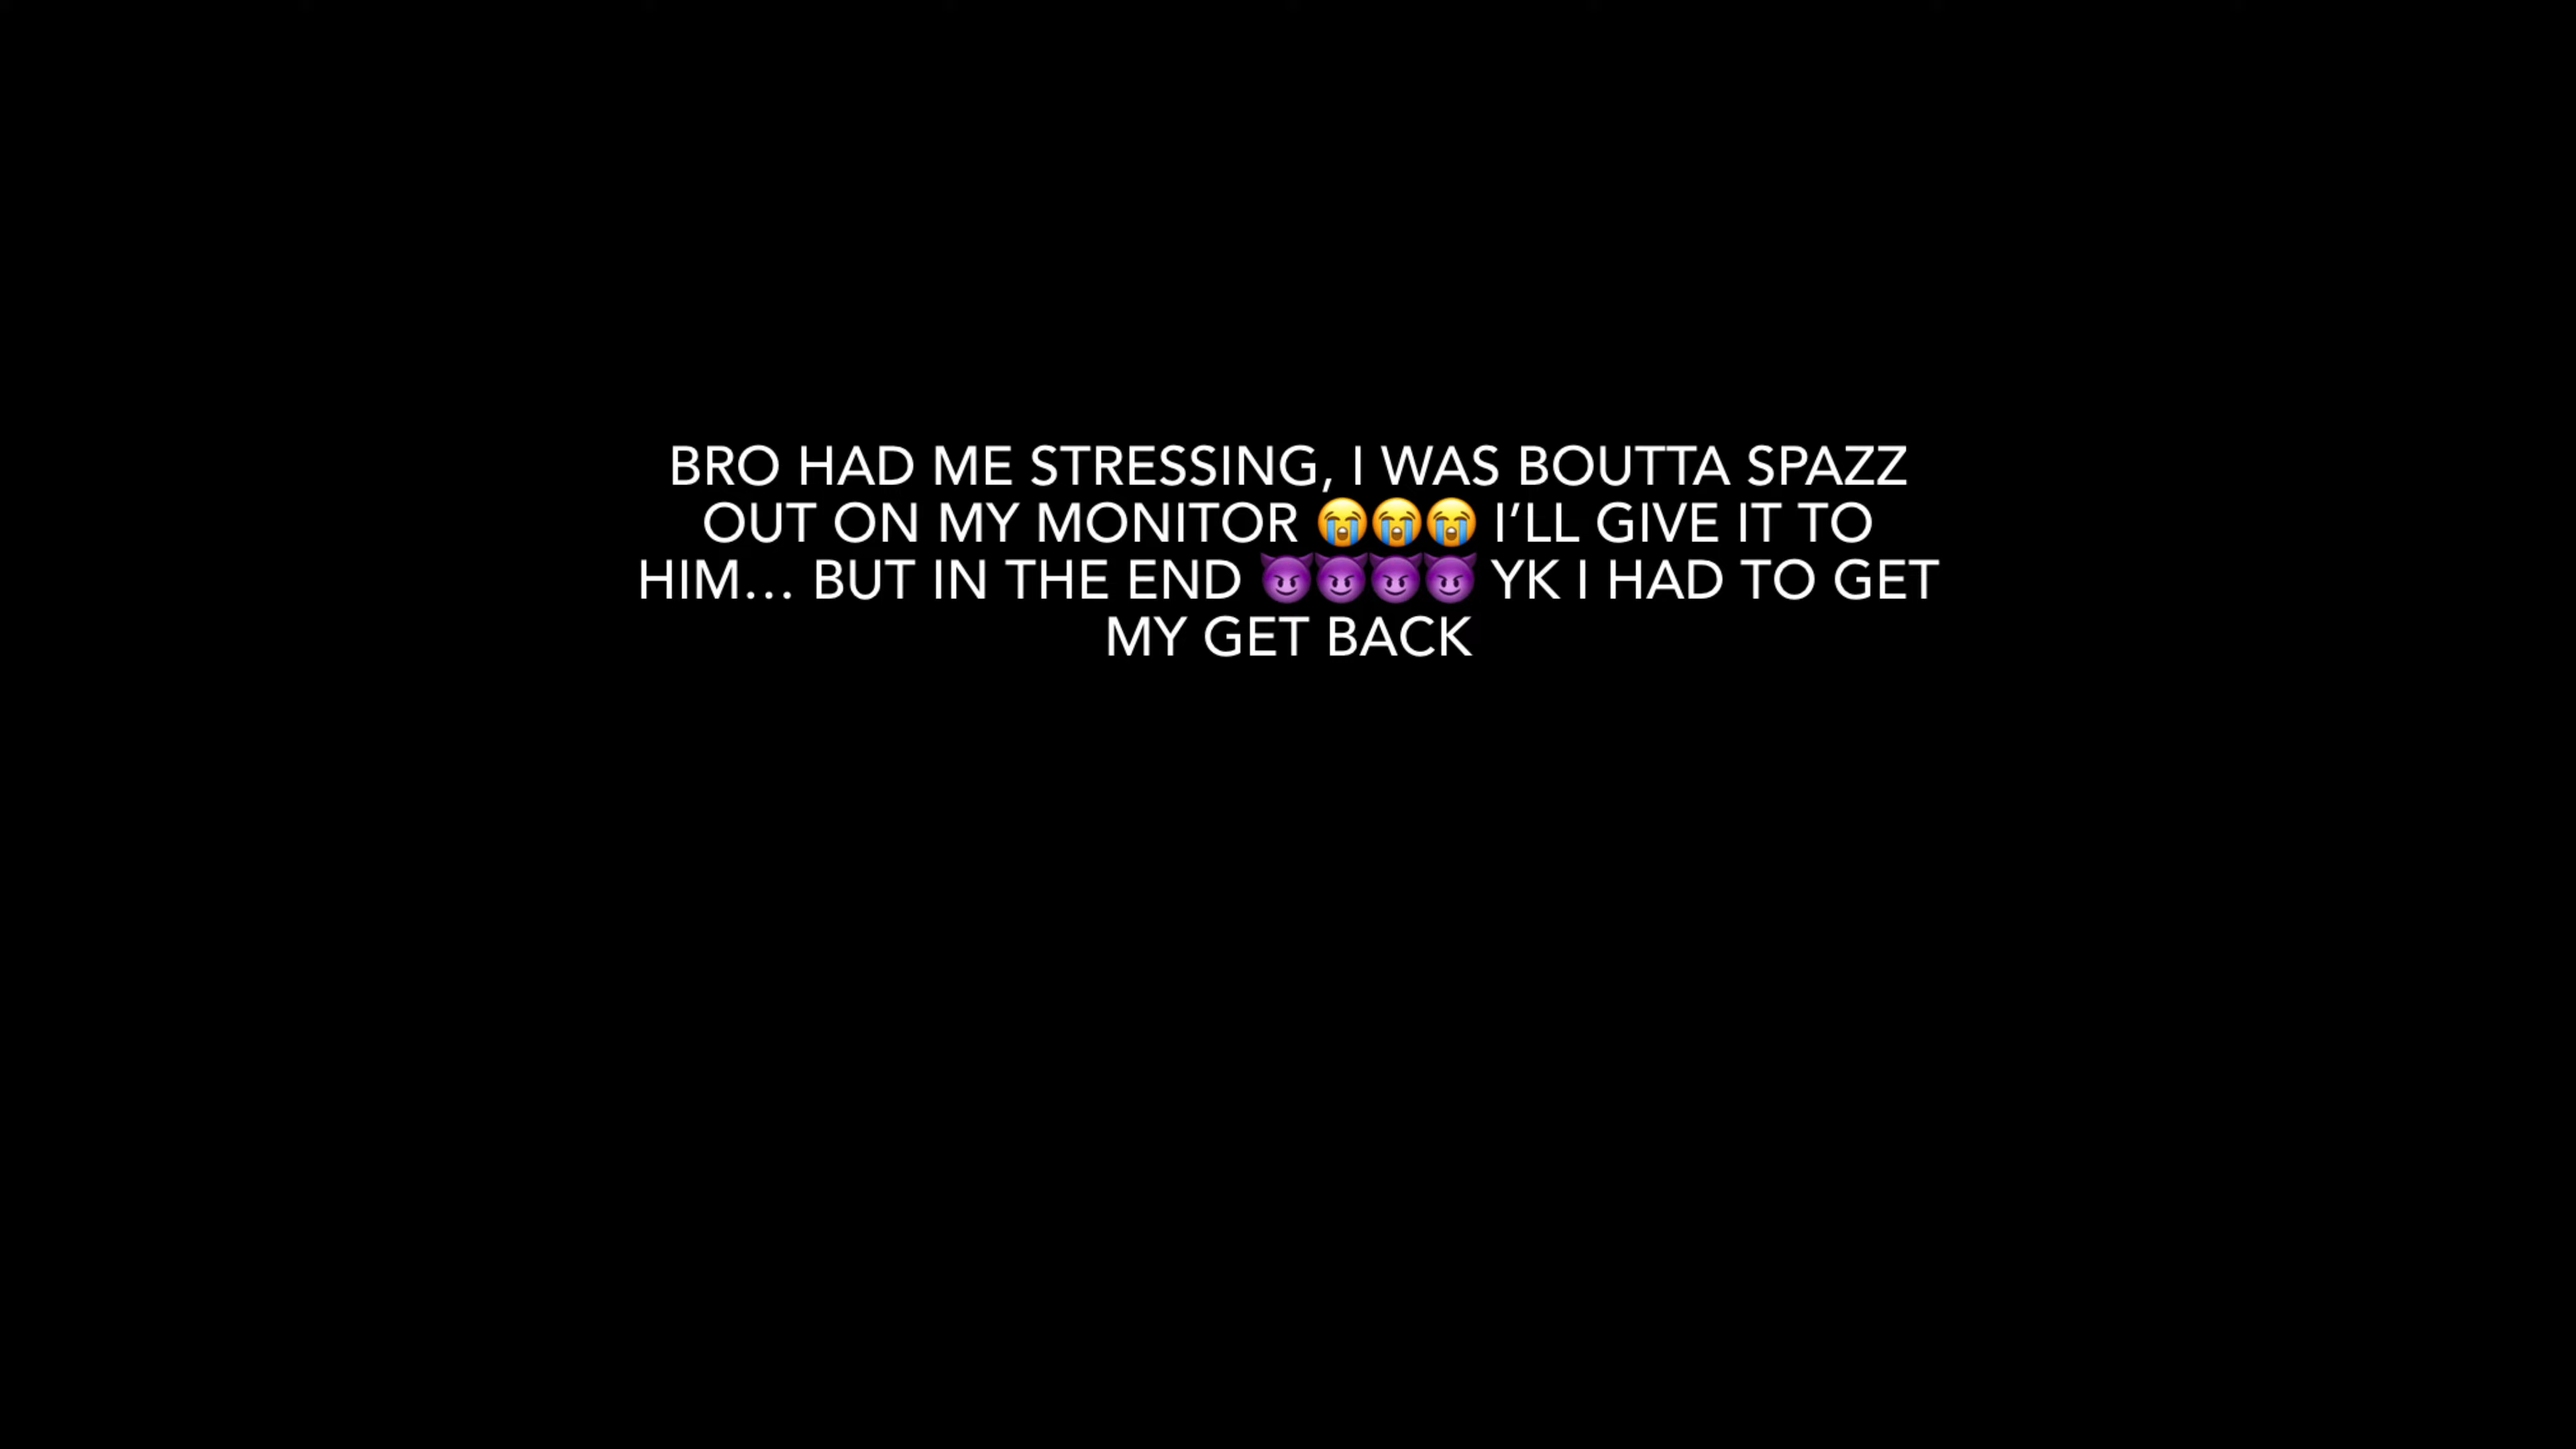 BRO HAD ME STRESSING, I WAS BOUTTA SPAZZ
OUT ON MY MONITOR 😭😭😭 I’LL GIVE IT TO
HIM… BUT IN THE END 😈😈😈😈 YK I HAD TO GET
MY GET BACK